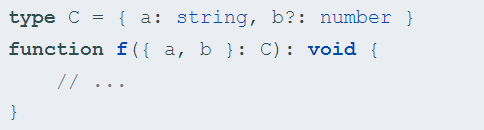 type C = { a: string, b?: number }
function f({ a, b }: C): void {
    // ...
}